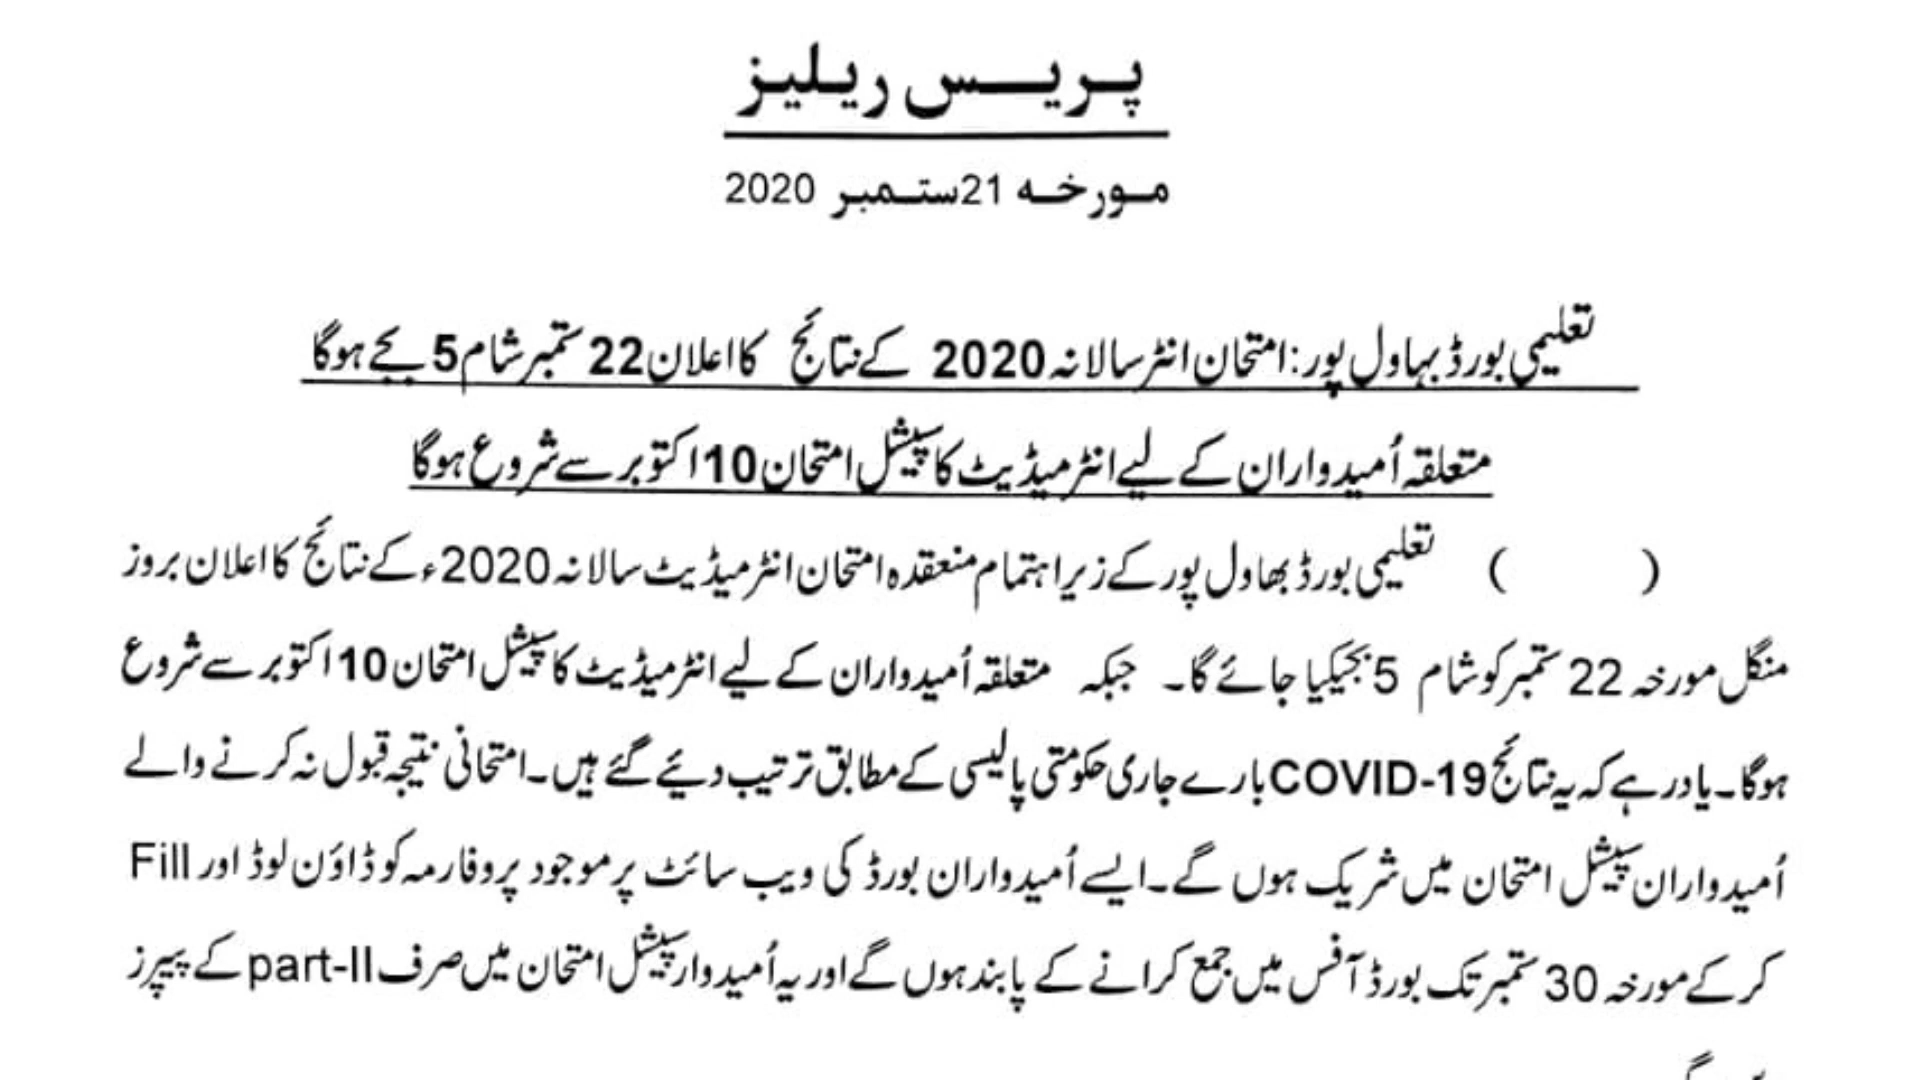 پریس ریلیز
مورخہ 21ستمبر 2020
تعلیمی بورڈ بہاول پور: امتحان انٹر سالانہ 2020 کے نتائج کا اعلان 22 ستمبر شام 5 بجے ہوگا
متعلقہ اُمیدواران کے لیے انٹرمیڈیٹ کا سپیشل امتحان 10 اکتوبر سے شروع ہوگا
( ) تعلیمی بورڈ بھاول پور کے زیر اہتمام منعقدہ امتحان انٹرمیڈیٹ سالانہ 2020ء کے نتائج کا اعلان بروز
منگل مورخہ 22 ستمبر کو شام 5 بجے کیا جائے گا۔ جبکہ متعلقہ اُمیدواران کے لیے انٹرمیڈیٹ کا سپیشل امتحان 10 اکتوبر سے شروع
ہوگا۔ یاد رہے کہ یہ نتائج COVID-19 بارے جاری حکومتی پالیسی کے مطابق ترتیب دیئے گئے ہیں۔ امتحانی نتیجہ قبول نہ کرنے والے
اُمیدواران سپیشل امتحان میں شریک ہوں گے۔ ایسے اُمیدواران بورڈ کی ویب سائٹ پر موجود پروفارمہ کو ڈاؤن لوڈ اور Fill
کر کے مورخہ 30 ستمبر تک بورڈ آفس میں جمع کرانے کے پابند ہوں گے اور یہ اُمیدوار سپیشل امتحان میں صرف part-II کے پیپرز